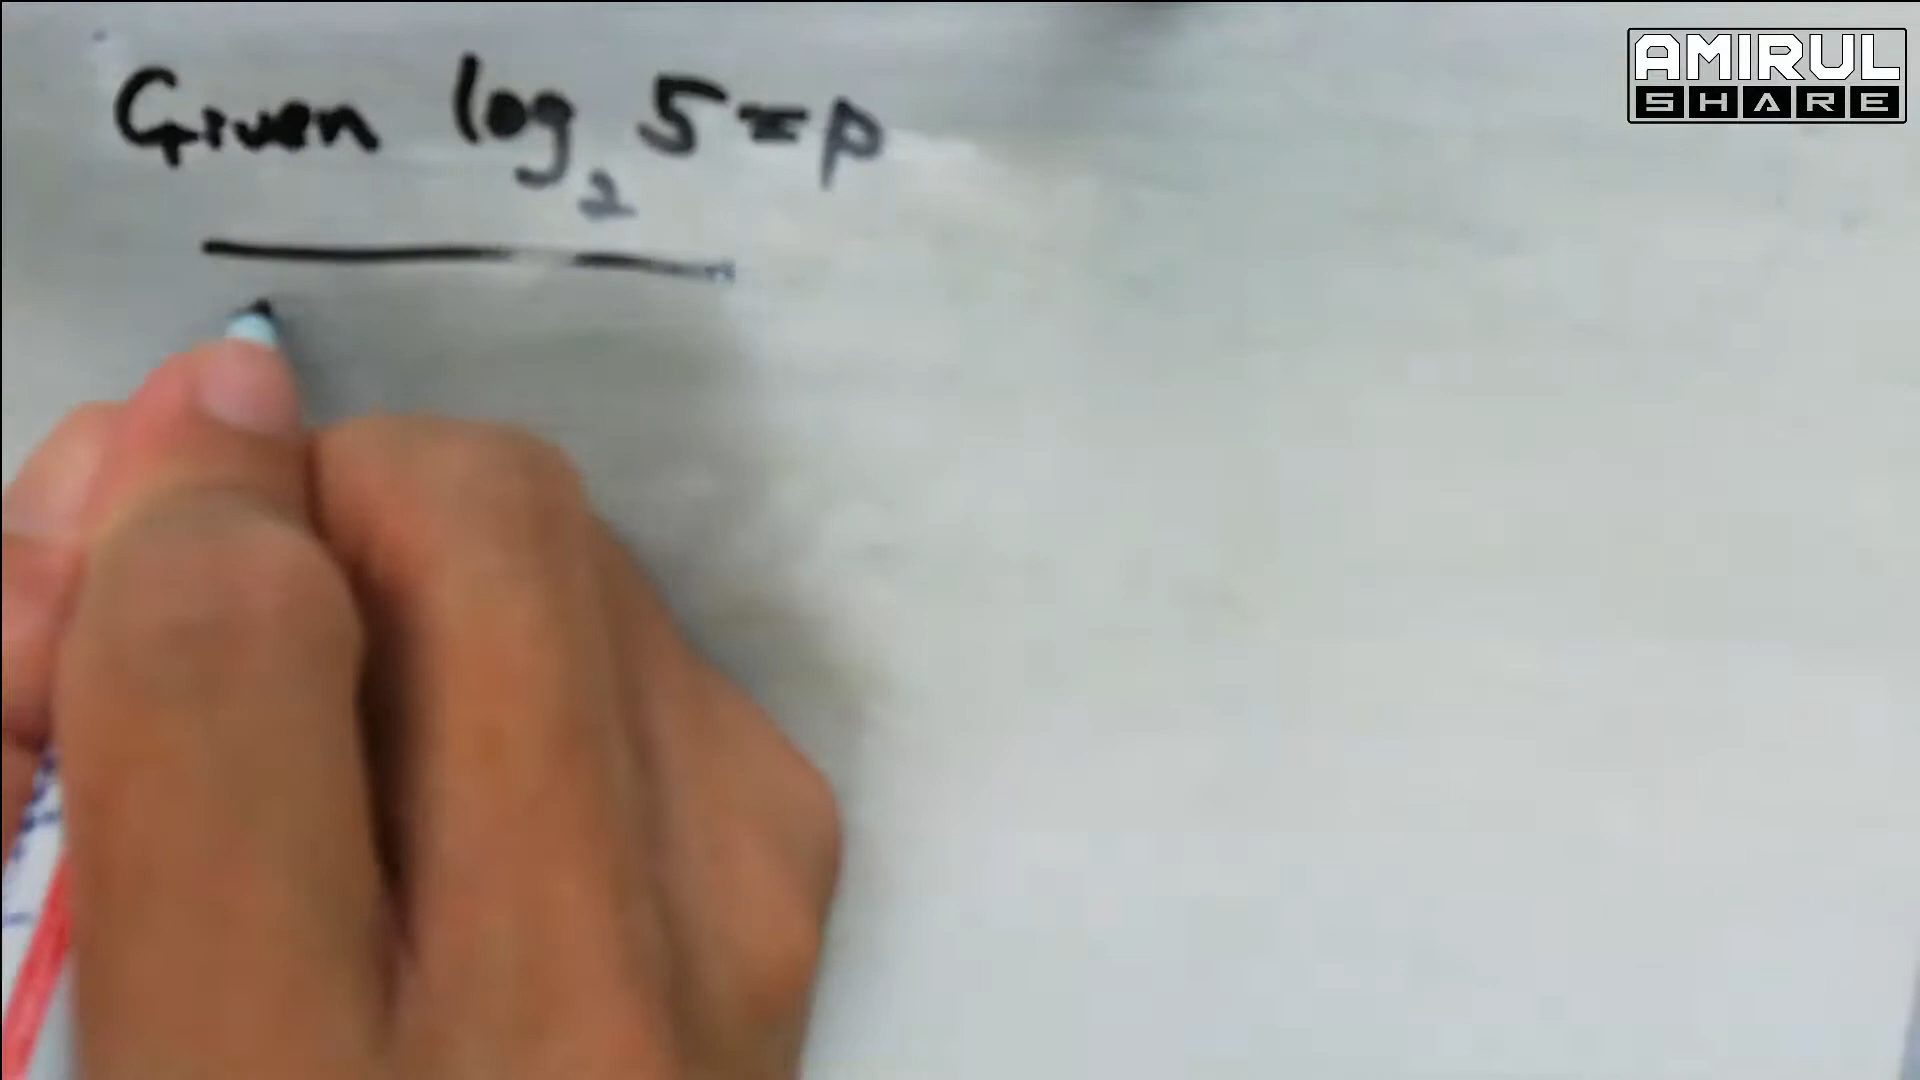 Given log₂ 5 = p
AMIRUL
SHARE